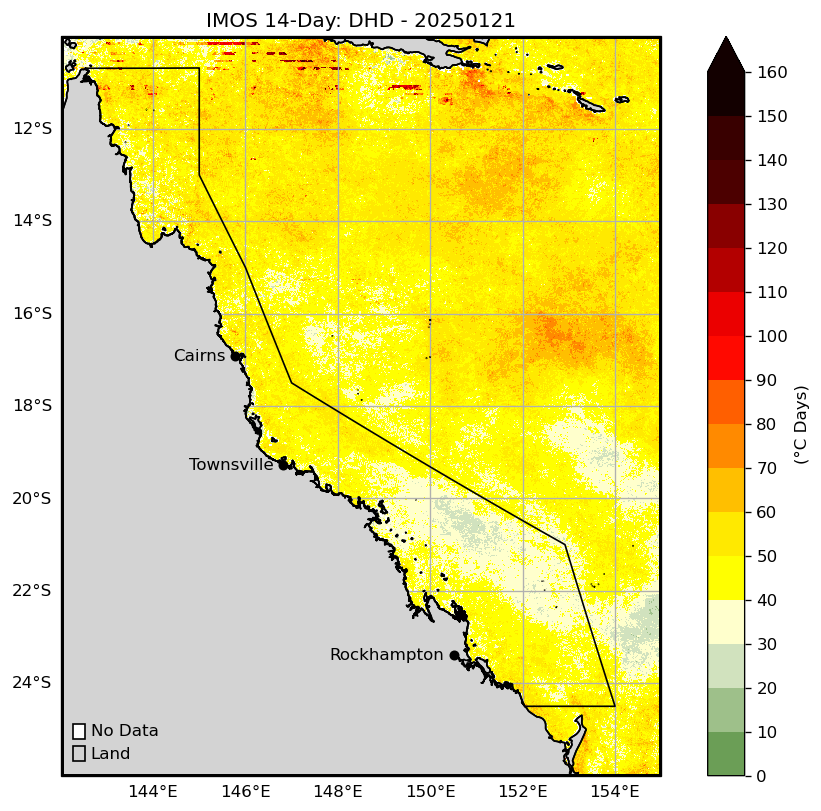 IMOS 14-Day: DHD - 20250121
12°S
14°S
16°S
18°S
20°S
22°S
24°S
Cairns
Townsville
Rockhampton
No Data
Land
144°E 146°E 148°E 150°E 152°E 154°E
160
150
140
130
120
110
100
90
80
70
60
50
40
30
20
10
0
(°C Days)